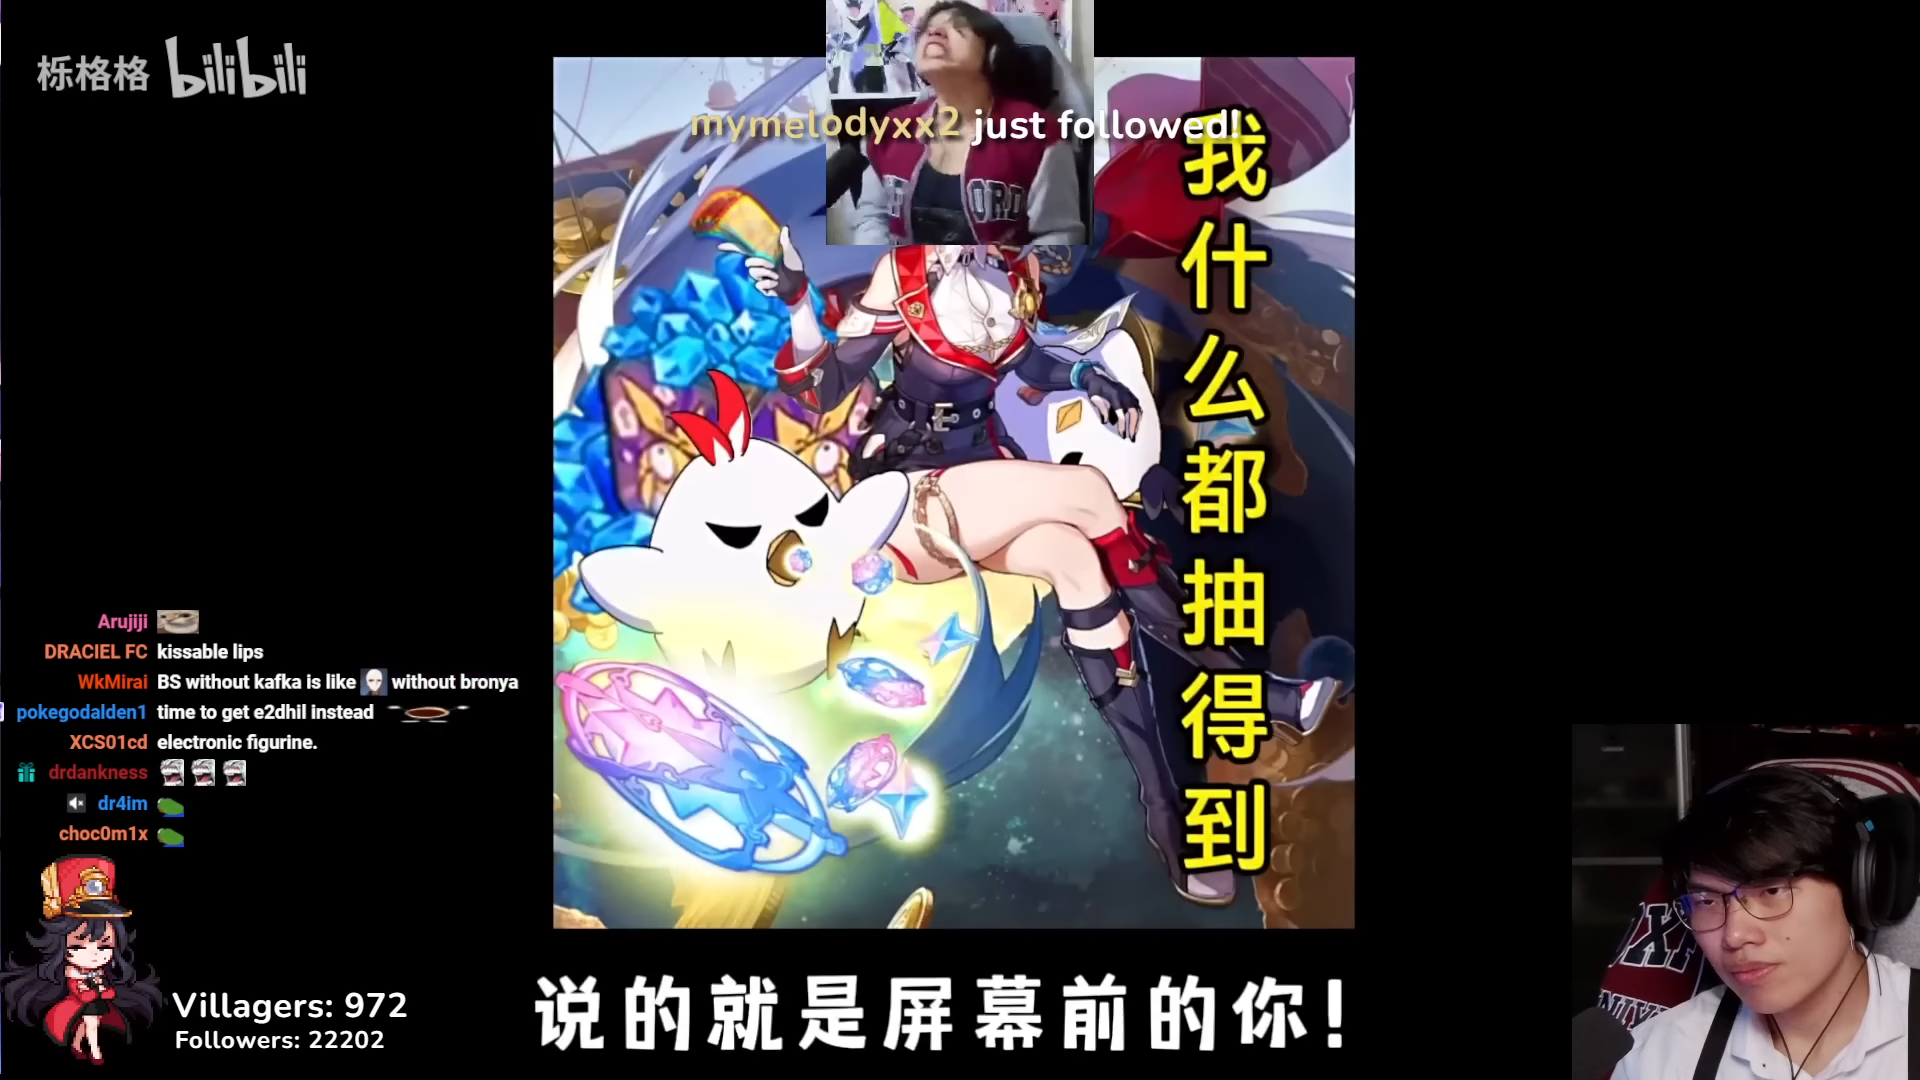 栎格格 bilibili
mymelodyxx2 just followed!
我什么都抽得到
Arujiji
DRACIEL FC kissable lips
WkMirai BS without kafka is like without bronya
pokegodalden1 time to get e2dhil instead
XCS01cd electronic figurine.
drdankness
dr4im
choc0m1x
Villagers: 972
Followers: 22202
说的就是屏幕前的你!